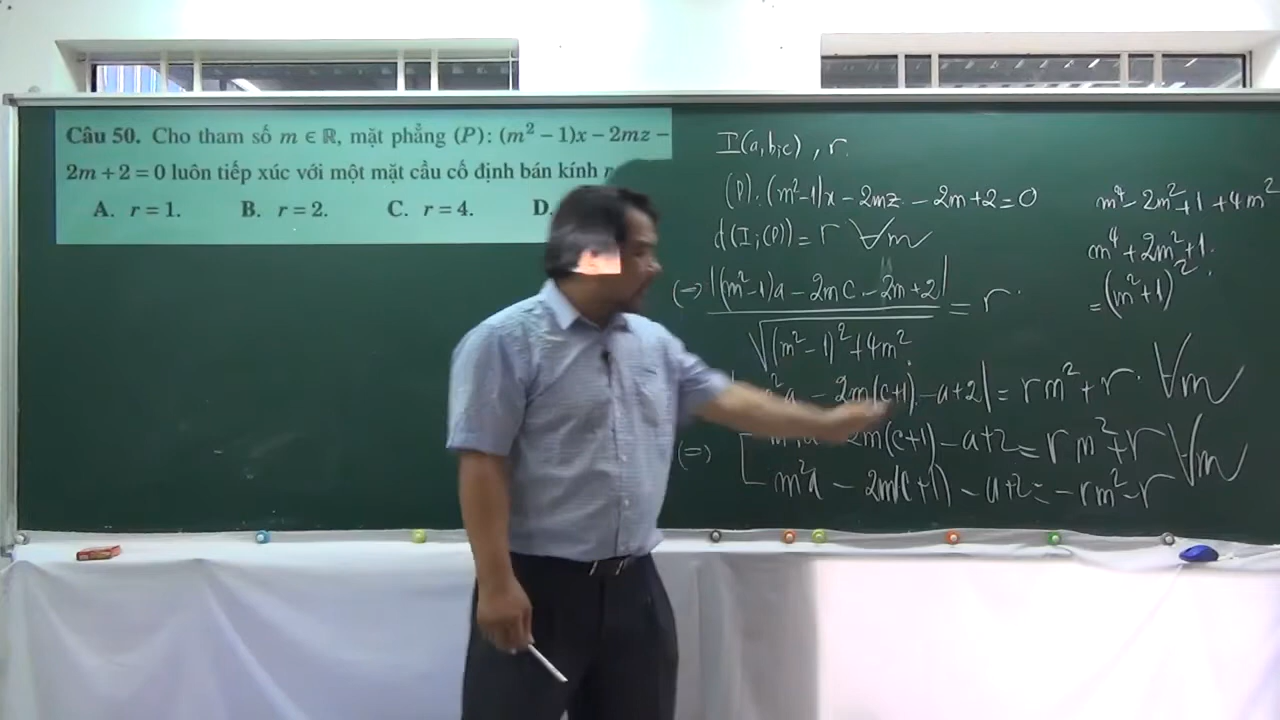 Câu 50. Cho tham số m ∈ ℝ, mặt phẳng (P): (m² − 1)x − 2mz −
2m + 2 = 0 luôn tiếp xúc với một mặt cầu cố định bán kính
A. r = 1. B. r = 2. C. r = 4. D.
I(a,b,c), r.
(P): (m²-1)x - 2mz - 2m+2=0
d(I;(P)) = r ∀m
(=) |(m²-1)a - 2mc - 2m+2| / √((m²-1)²+4m²) = r
²a - 2m(c+1) - a+2| = rm² + r. ∀m
(=) [ m²a - 2m(c+1) - a+2 = rm²+r ∀m
m²a - 2m(c+1) - a+2 = -rm²-r
m⁴ - 2m²+1+4m²
m⁴+2m²+1.
=(m²+1)².